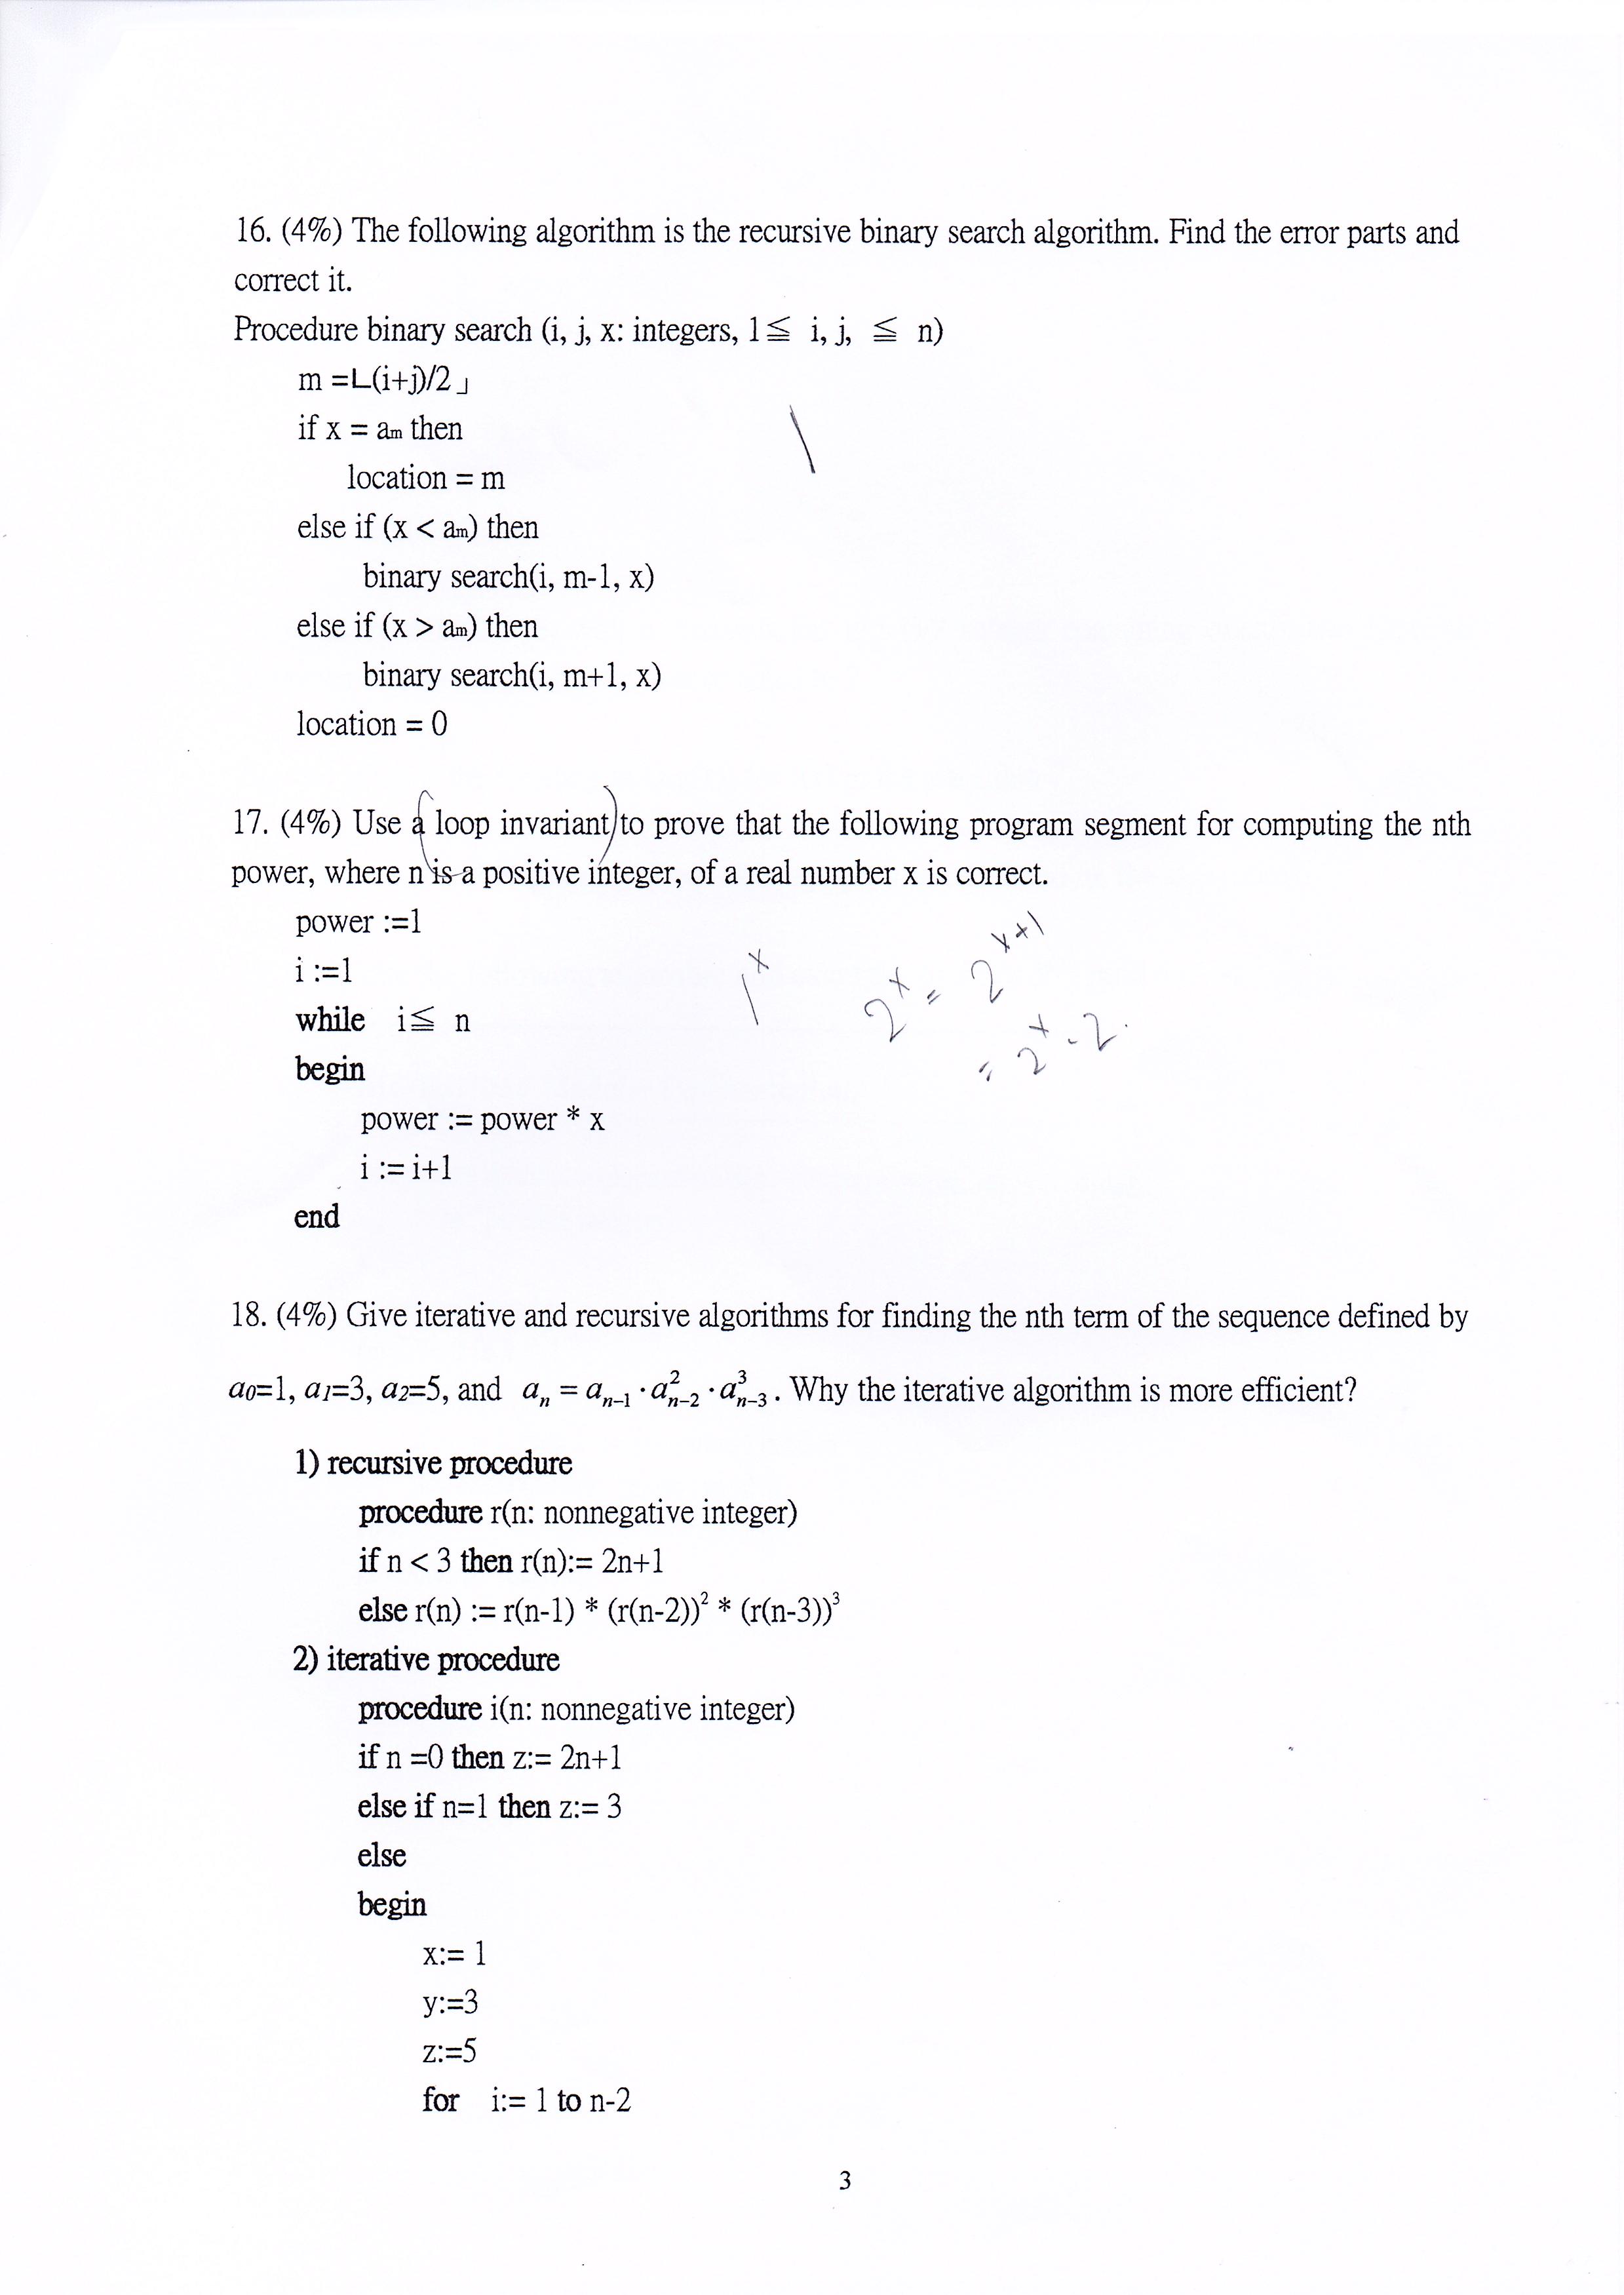 16. (4%) The following algorithm is the recursive binary search algorithm. Find the error parts and
correct it.
Procedure binary search (i, j, x: integers, 1≦ i, j, ≦ n)
m =└(i+j)/2 ┘
if x = am then
location = m
else if (x < am) then
binary search(i, m-1, x)
else if (x > am) then
binary search(i, m+1, x)
location = 0
17. (4%) Use a loop invariant to prove that the following program segment for computing the nth
power, where n is a positive integer, of a real number x is correct.
power :=1
i :=1
while i≦ n
begin
power := power * x
i := i+1
end
1^x
2^x = 2^x+1
= 2^x · 2.
18. (4%) Give iterative and recursive algorithms for finding the nth term of the sequence defined by
a0=1, a1=3, a2=5, and a_n = a_{n-1} · a_{n-2}^2 · a_{n-3}^3 . Why the iterative algorithm is more efficient?
1) recursive procedure
procedure r(n: nonnegative integer)
if n < 3 then r(n):= 2n+1
else r(n) := r(n-1) * (r(n-2))² * (r(n-3))³
2) iterative procedure
procedure i(n: nonnegative integer)
if n =0 then z:= 2n+1
else if n=1 then z:= 3
else
begin
x:= 1
y:=3
z:=5
for i:= 1 to n-2
3